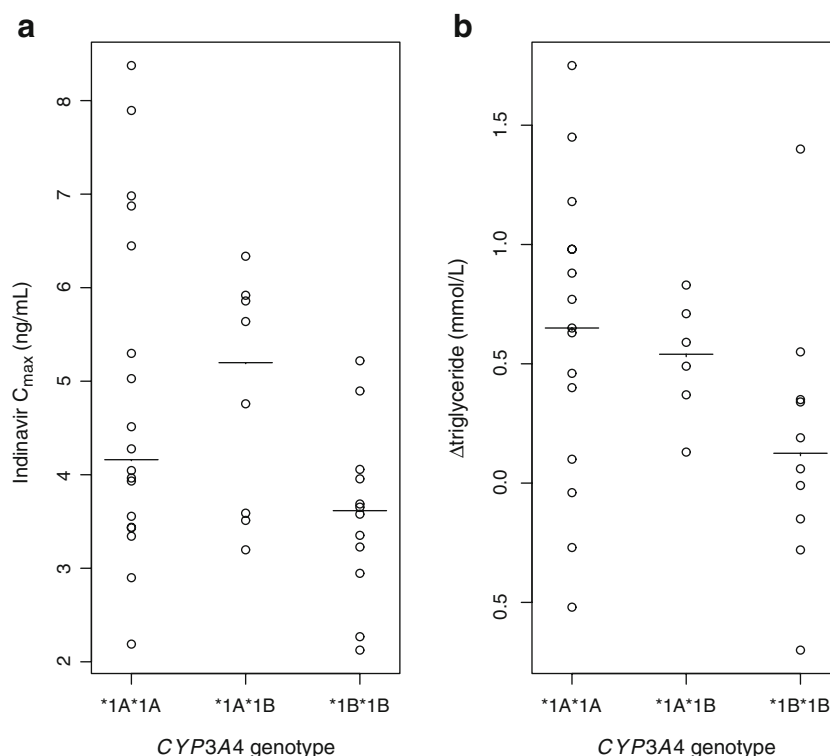 a
Indinavir Cmax (ng/mL)
8
7
6
5
4
3
2
*1A*1A
*1A*1B
*1B*1B
CYP3A4 genotype
b
Δtriglyceride (mmol/L)
1.5
1.0
0.5
0.0
0.5
*1A*1A
*1A*1B
*1B*1B
CYP3A4 genotype